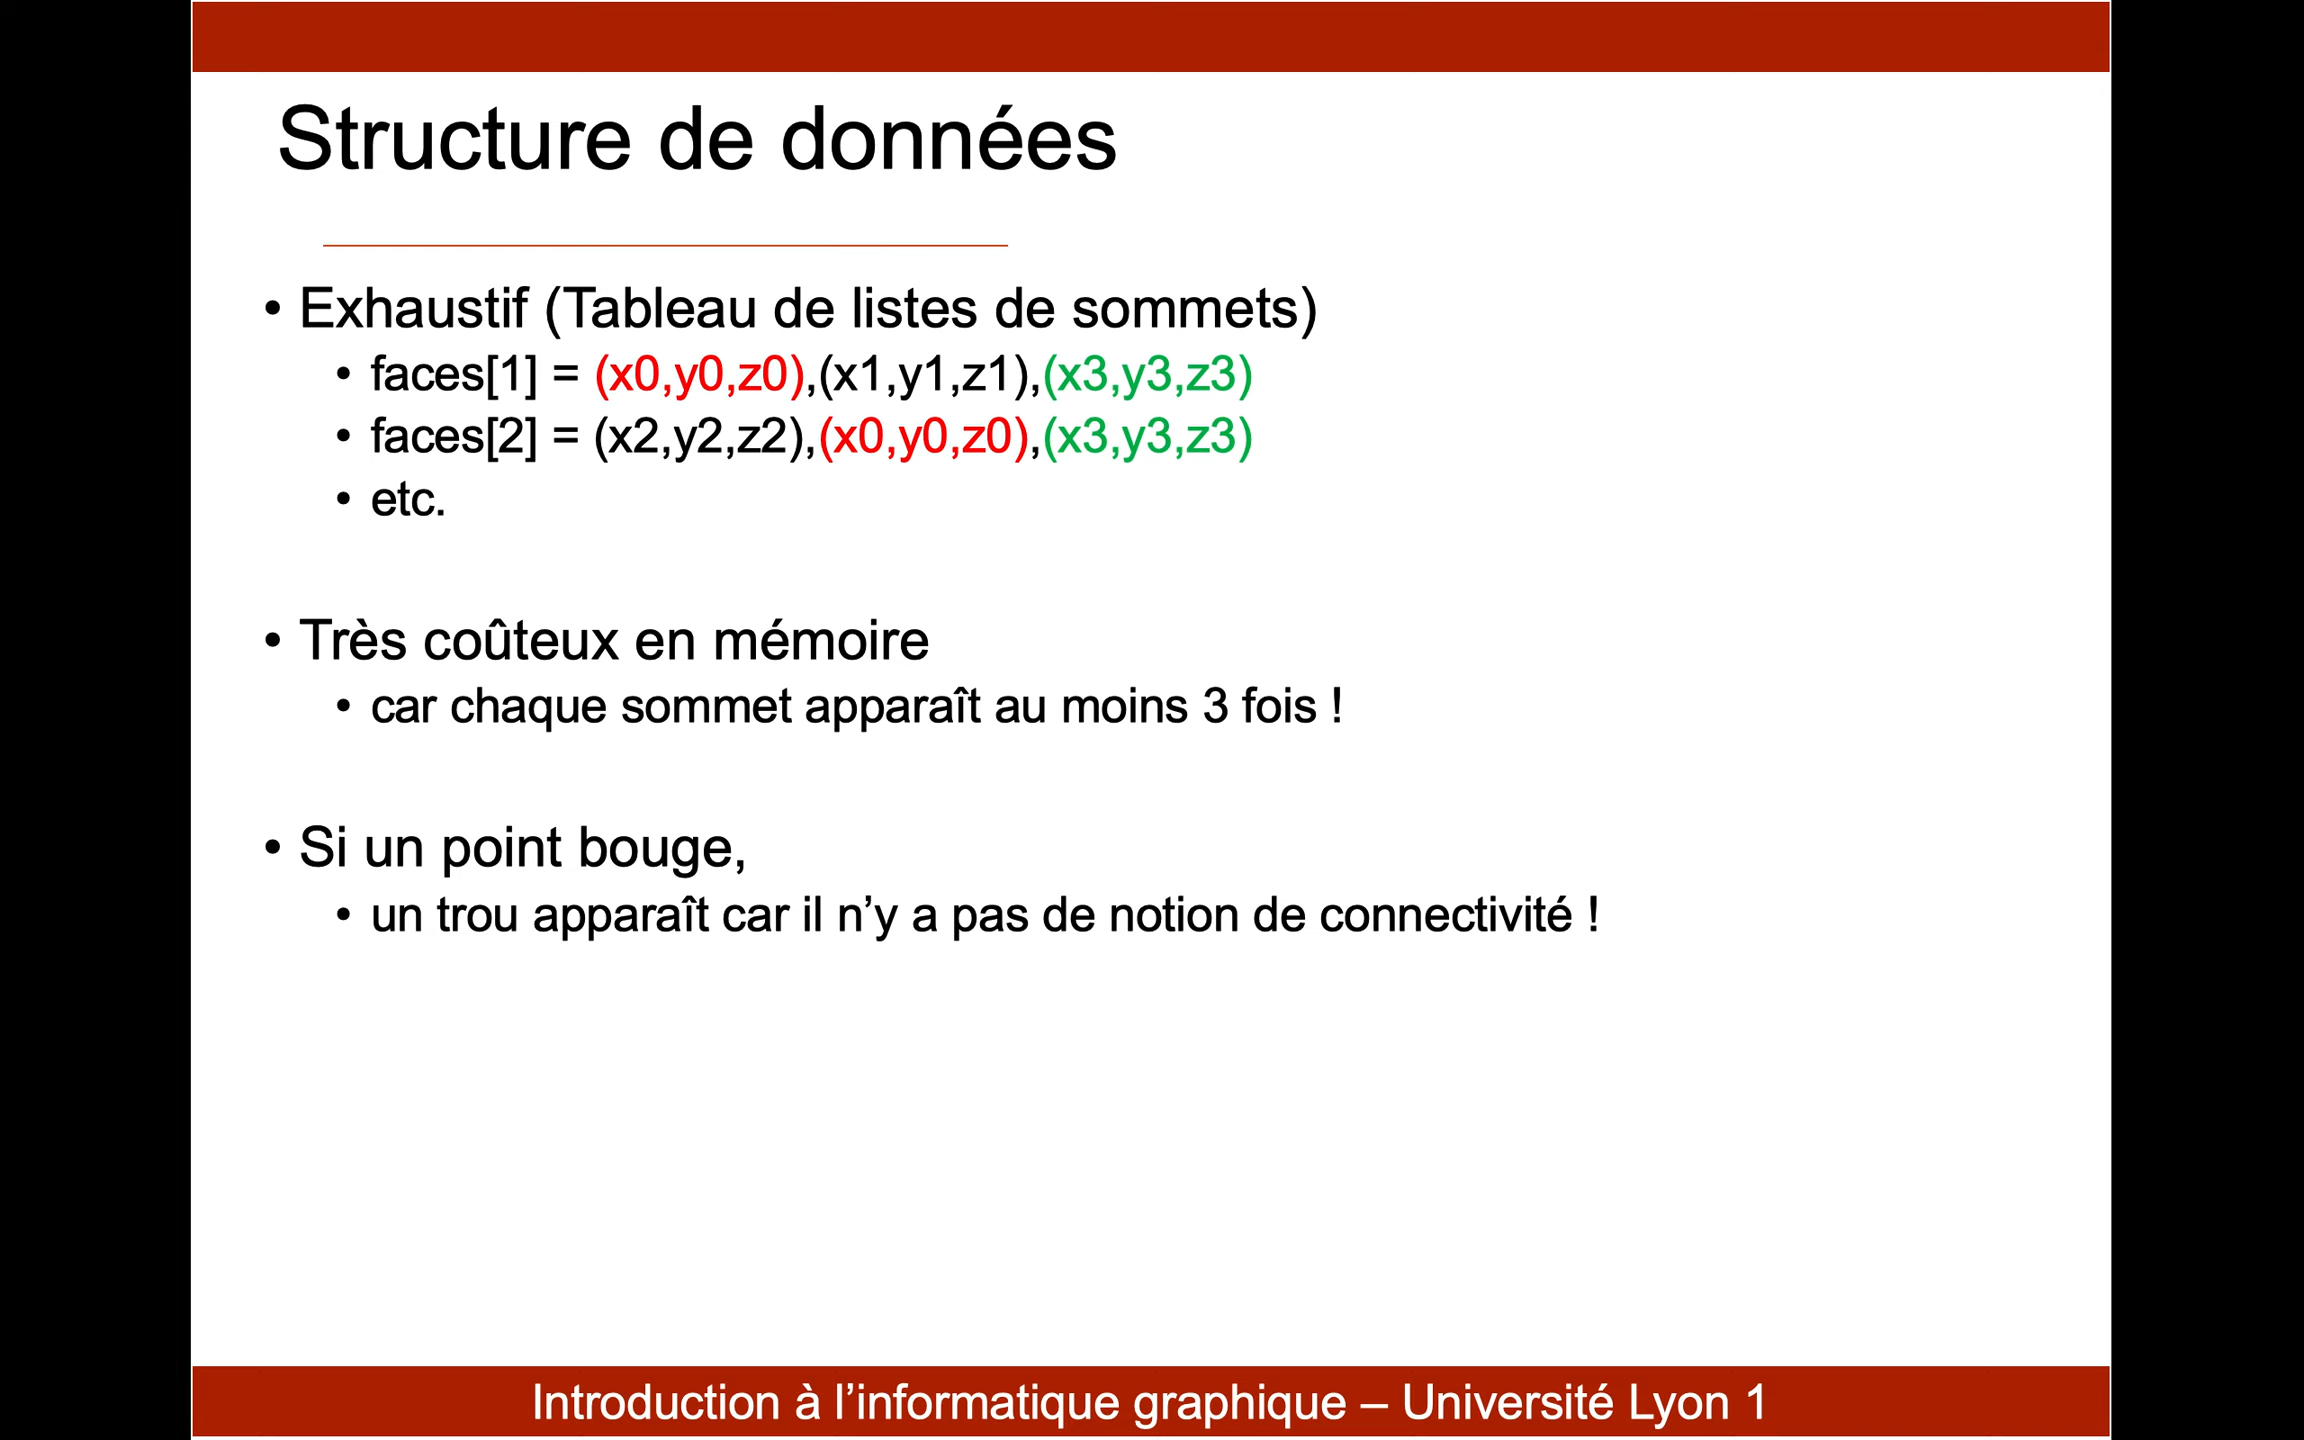 Structure de données
• Exhaustif (Tableau de listes de sommets)
• faces[1] = (x0,y0,z0),(x1,y1,z1),(x3,y3,z3)
• faces[2] = (x2,y2,z2),(x0,y0,z0),(x3,y3,z3)
• etc.
• Très coûteux en mémoire
• car chaque sommet apparaît au moins 3 fois !
• Si un point bouge,
• un trou apparaît car il n’y a pas de notion de connectivité !
Introduction à l’informatique graphique – Université Lyon 1